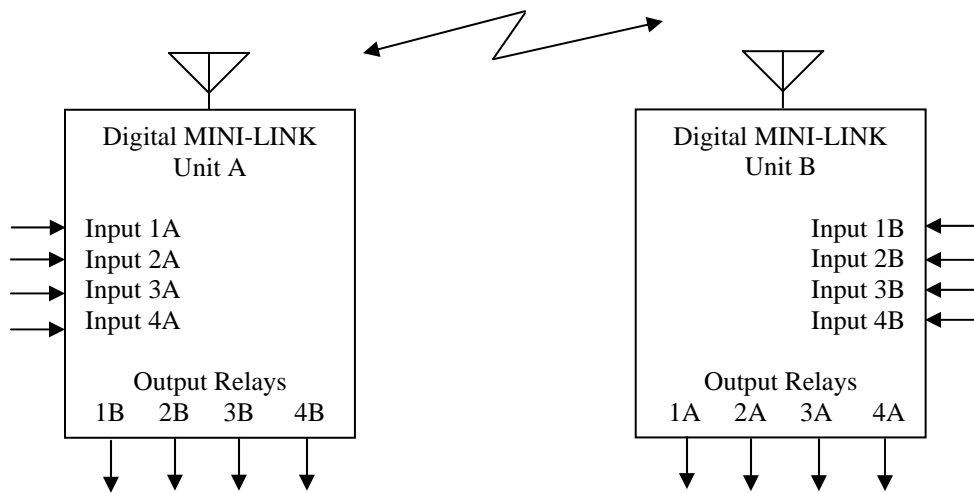 Digital MINI-LINK
Unit A
Input 1A
Input 2A
Input 3A
Input 4A
Output Relays
1B 2B 3B 4B
Digital MINI-LINK
Unit B
Input 1B
Input 2B
Input 3B
Input 4B
Output Relays
1A 2A 3A 4A